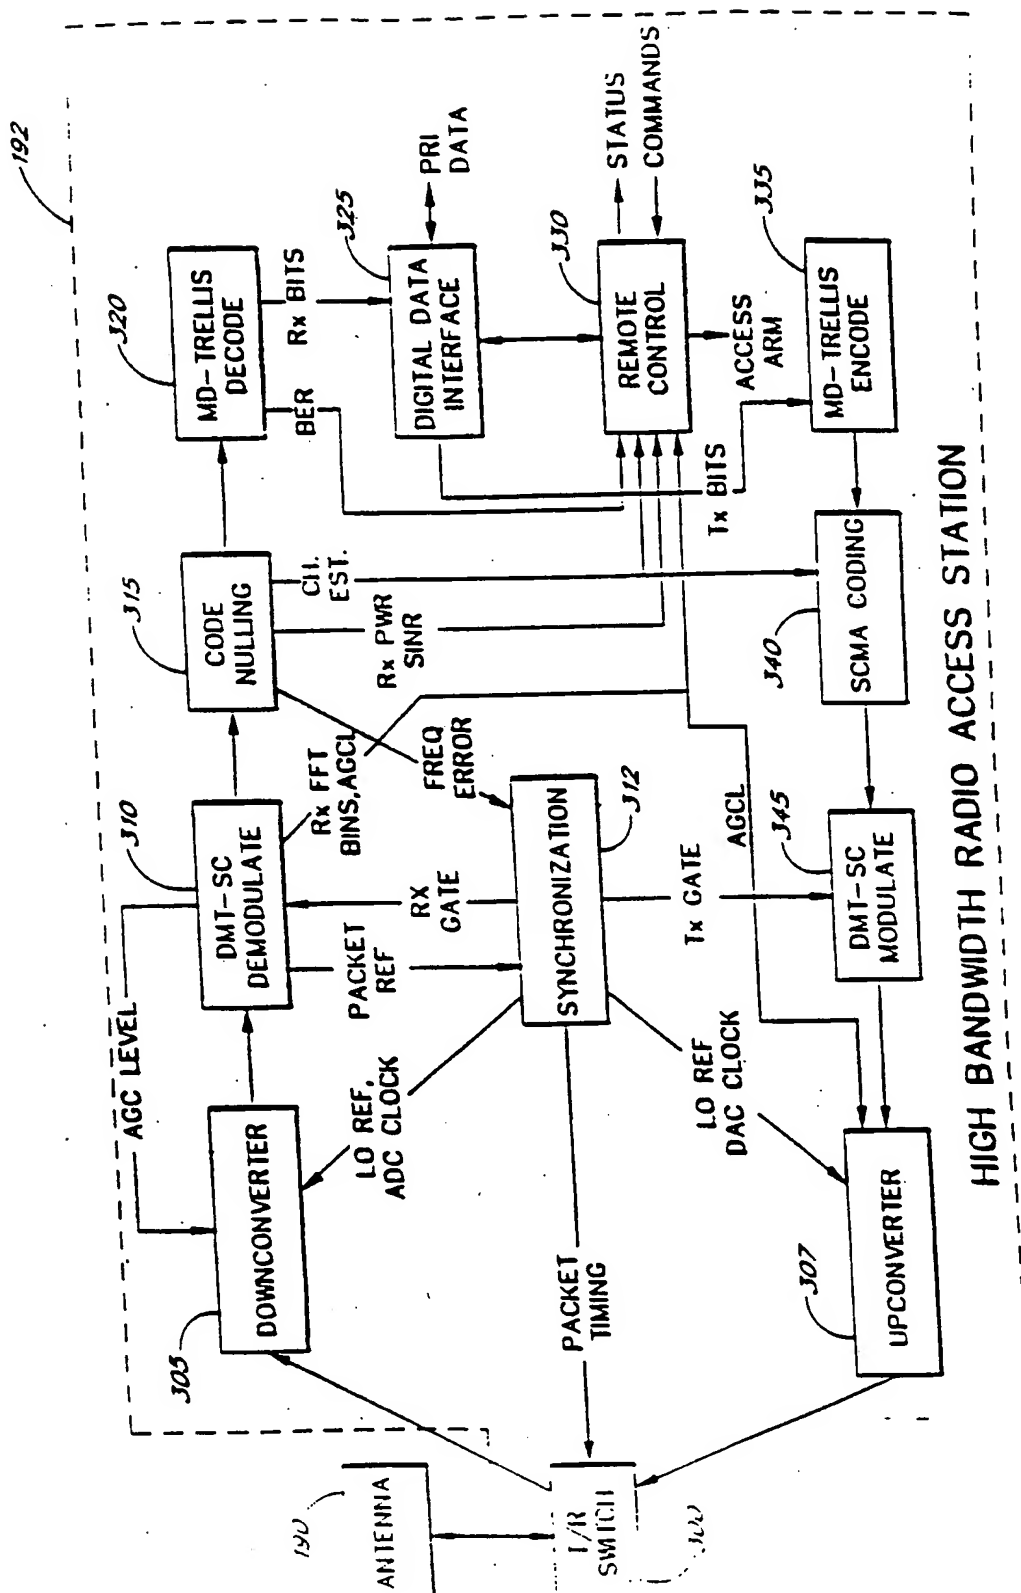 192
320
MD-TRELLIS
DECODE
BER
Rx BITS
325
DIGITAL DATA
INTERFACE
PRI
DATA
330
REMOTE
CONTROL
STATUS
COMMANDS
ACCESS
ARM
335
MD-TRELLIS
ENCODE
Tx BITS
315
CODE
NULLING
CH.
EST.
Rx PWR
SINR
FREQ
ERROR
340
SCMA CODING
310
DMT-SC
DEMODULATE
Rx FFT
BINS, AGCL
RX
GATE
PACKET
REF
312
SYNCHRONIZATION
Tx GATE
AGCL
345
DMT-SC
MODULATE
AGC LEVEL
305
DOWNCONVERTER
LO REF,
ADC CLOCK
LO REF
DAC CLOCK
PACKET
TIMING
307
UPCONVERTER
190
ANTENNA
T/R
SWITCH
300
HIGH BANDWIDTH RADIO ACCESS STATION